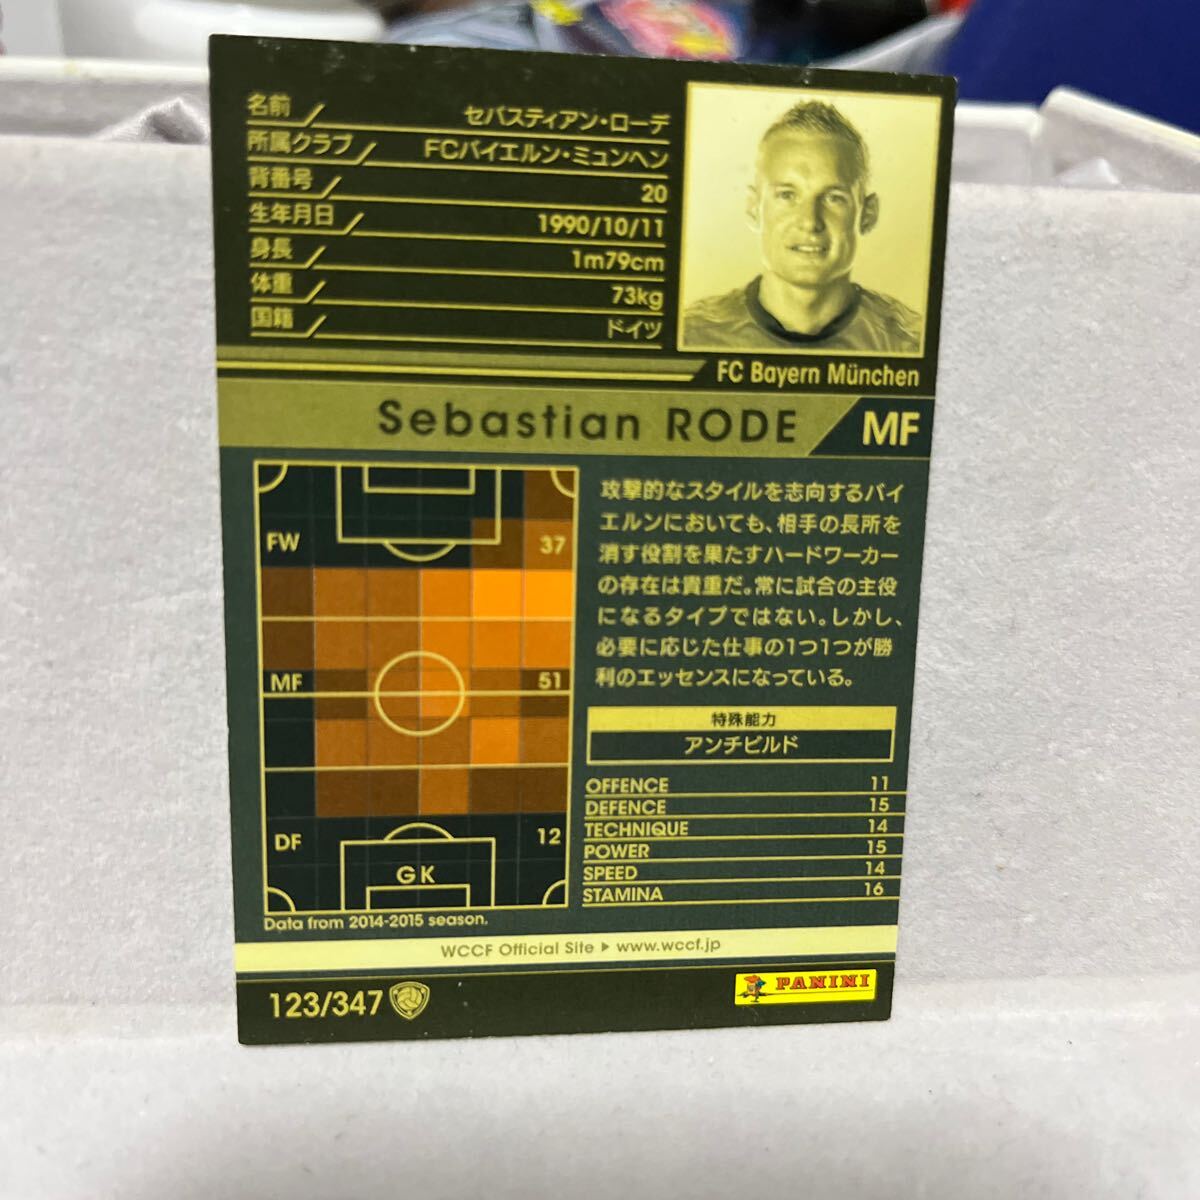 名前 セバスティアン・ローデ
所属クラブ FCバイエルン・ミュンヘン
背番号 20
生年月日 1990/10/11
身長 1m79cm
体重 73kg
国籍 ドイツ
FC Bayern München
Sebastian RODE MF
FW 37
MF 51
DF 12
GK
Data from 2014-2015 season.
攻撃的なスタイルを志向するバイ
エルンにおいても、相手の長所を
消す役割を果たすハードワーカー
の存在は貴重だ。常に試合の主役
になるタイプではない。しかし、
必要に応じた仕事の1つ1つが勝
利のエッセンスになっている。
特殊能力
アンチビルド
OFFENCE 11
DEFENCE 15
TECHNIQUE 14
POWER 15
SPEED 14
STAMINA 16
WCCF Official Site ▶ www.wccf.jp
123/347
PANINI